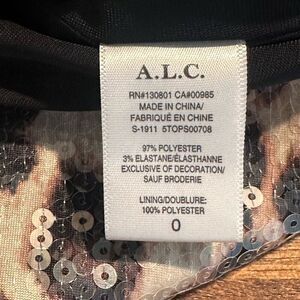 A.L.C.
RN#130801 CA#00985
MADE IN CHINA/
FABRIQUÉ EN CHINE
S-1911 5TOPS00708
97% POLYESTER
3% ELASTANE/ÉLASTHANNE
EXCLUSIVE OF DECORATION/
SAUF BRODERIE
LINING/DOUBLURE:
100% POLYESTER
0